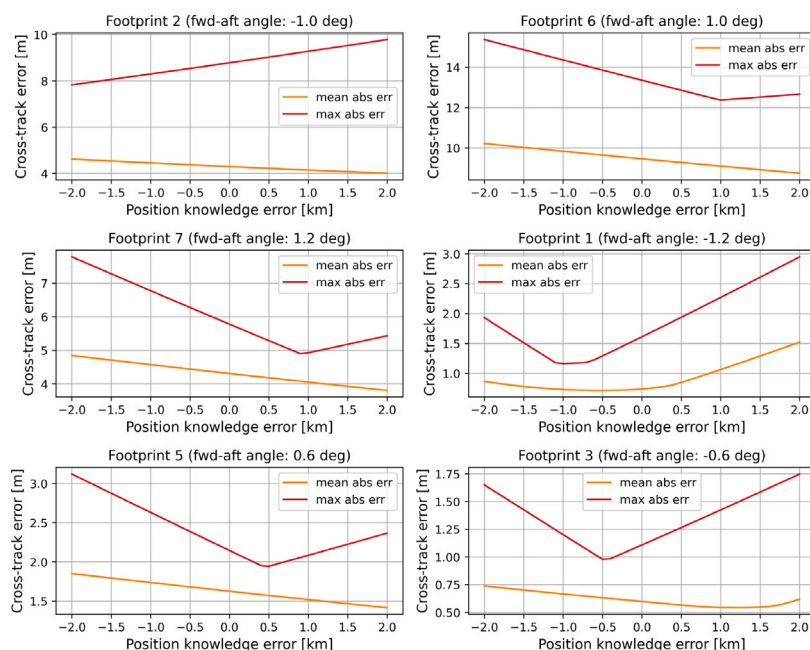 Footprint 2 (fwd-aft angle: -1.0 deg)
Cross-track error [m]
10
8
6
4
mean abs err
max abs err
−2.0 −1.5 −1.0 −0.5 0.0 0.5 1.0 1.5 2.0
Position knowledge error [km]
Footprint 6 (fwd-aft angle: 1.0 deg)
Cross-track error [m]
14
12
10
mean abs err
max abs err
−2.0 −1.5 −1.0 −0.5 0.0 0.5 1.0 1.5 2.0
Position knowledge error [km]
Footprint 7 (fwd-aft angle: 1.2 deg)
Cross-track error [m]
8
7
6
5
4
mean abs err
max abs err
−2.0 −1.5 −1.0 −0.5 0.0 0.5 1.0 1.5 2.0
Position knowledge error [km]
Footprint 1 (fwd-aft angle: -1.2 deg)
Cross-track error [m]
3.0
2.5
2.0
1.5
1.0
mean abs err
max abs err
−2.0 −1.5 −1.0 −0.5 0.0 0.5 1.0 1.5 2.0
Position knowledge error [km]
Footprint 5 (fwd-aft angle: 0.6 deg)
Cross-track error [m]
3.0
2.5
2.0
1.5
mean abs err
max abs err
−2.0 −1.5 −1.0 −0.5 0.0 0.5 1.0 1.5 2.0
Position knowledge error [km]
Footprint 3 (fwd-aft angle: -0.6 deg)
Cross-track error [m]
1.75
1.50
1.25
1.00
0.75
0.50
mean abs err
max abs err
−2.0 −1.5 −1.0 −0.5 0.0 0.5 1.0 1.5 2.0
Position knowledge error [km]